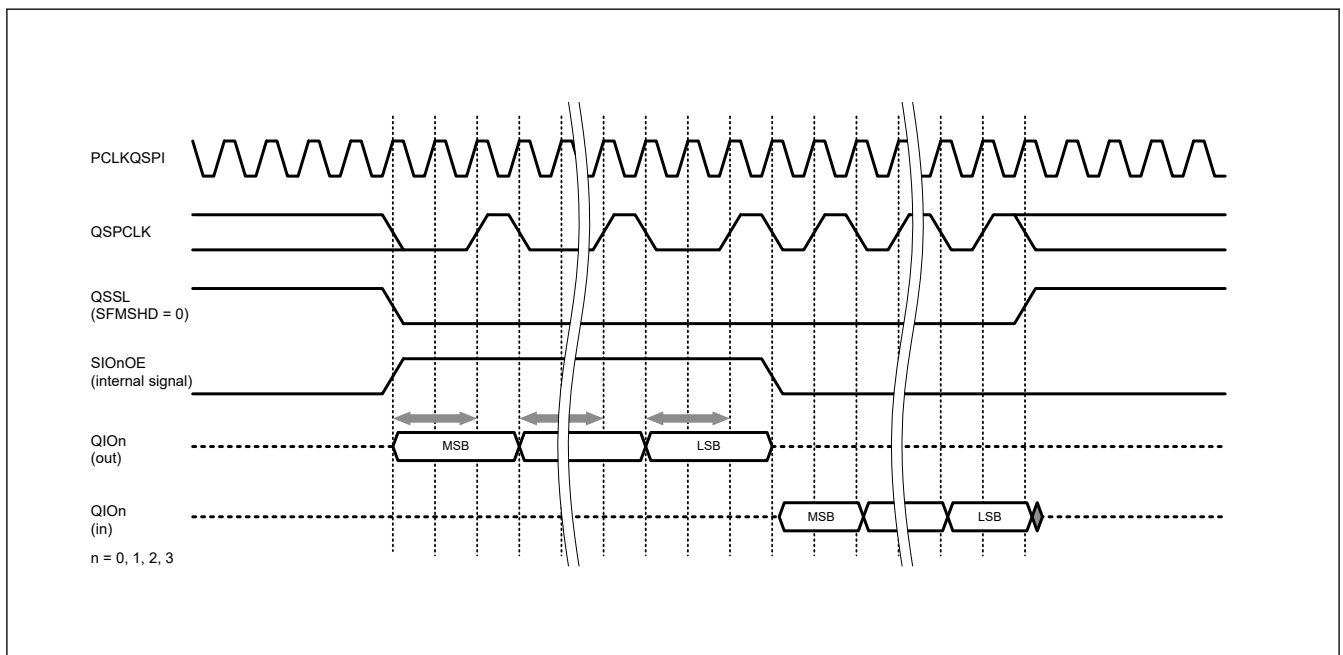 PCLKQSPI
QSPCLK
QSSL
(SFMSHD = 0)
SIOnOE
(internal signal)
QIOn
(out)
MSB
LSB
QIOn
(in)
MSB
LSB
n = 0, 1, 2, 3